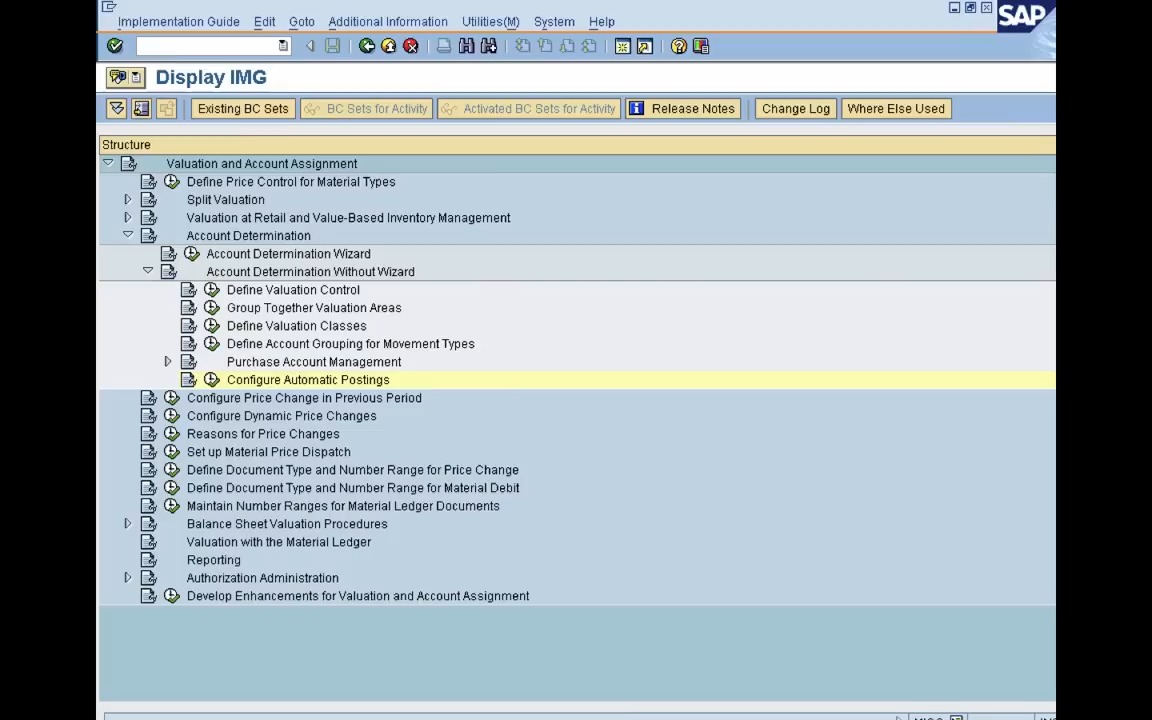 Implementation Guide Edit Goto Additional Information Utilities(M) System Help
SAP
Display IMG
Existing BC Sets BC Sets for Activity Activated BC Sets for Activity Release Notes Change Log Where Else Used
Structure
Valuation and Account Assignment
Define Price Control for Material Types
Split Valuation
Valuation at Retail and Value-Based Inventory Management
Account Determination
Account Determination Wizard
Account Determination Without Wizard
Define Valuation Control
Group Together Valuation Areas
Define Valuation Classes
Define Account Grouping for Movement Types
Purchase Account Management
Configure Automatic Postings
Configure Price Change in Previous Period
Configure Dynamic Price Changes
Reasons for Price Changes
Set up Material Price Dispatch
Define Document Type and Number Range for Price Change
Define Document Type and Number Range for Material Debit
Maintain Number Ranges for Material Ledger Documents
Balance Sheet Valuation Procedures
Valuation with the Material Ledger
Reporting
Authorization Administration
Develop Enhancements for Valuation and Account Assignment